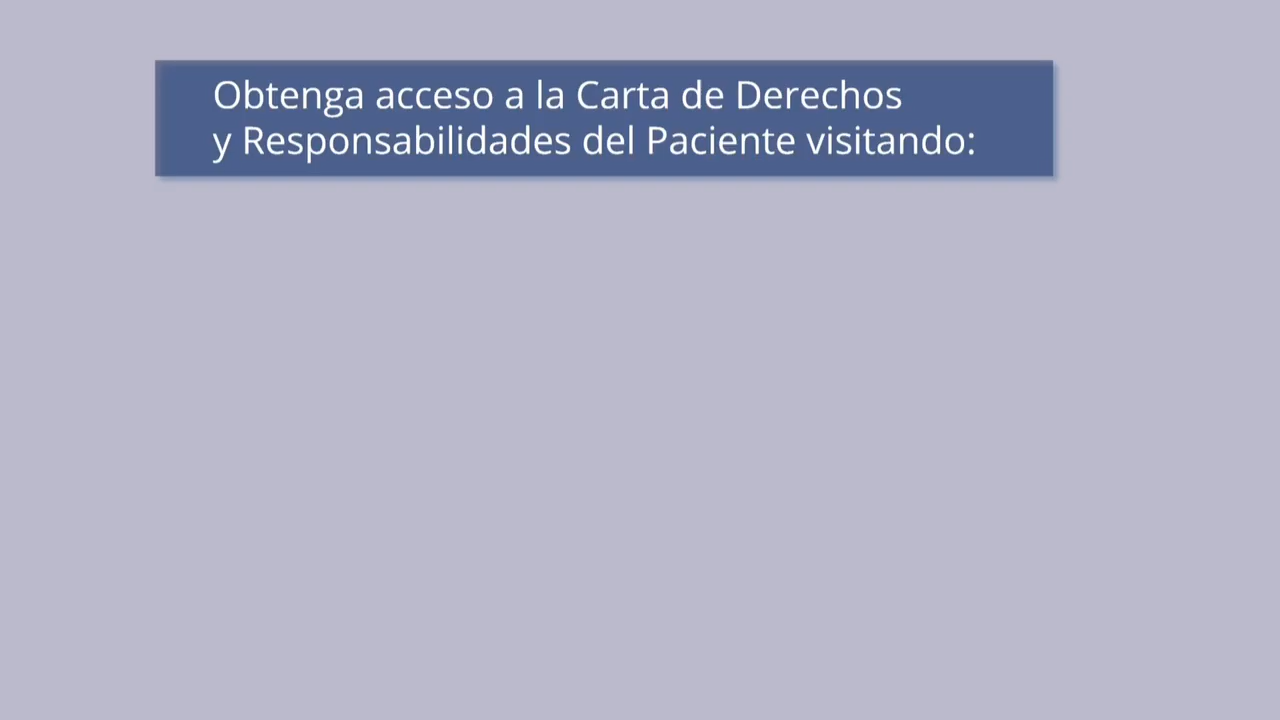 Obtenga acceso a la Carta de Derechos
y Responsabilidades del Paciente visitando: